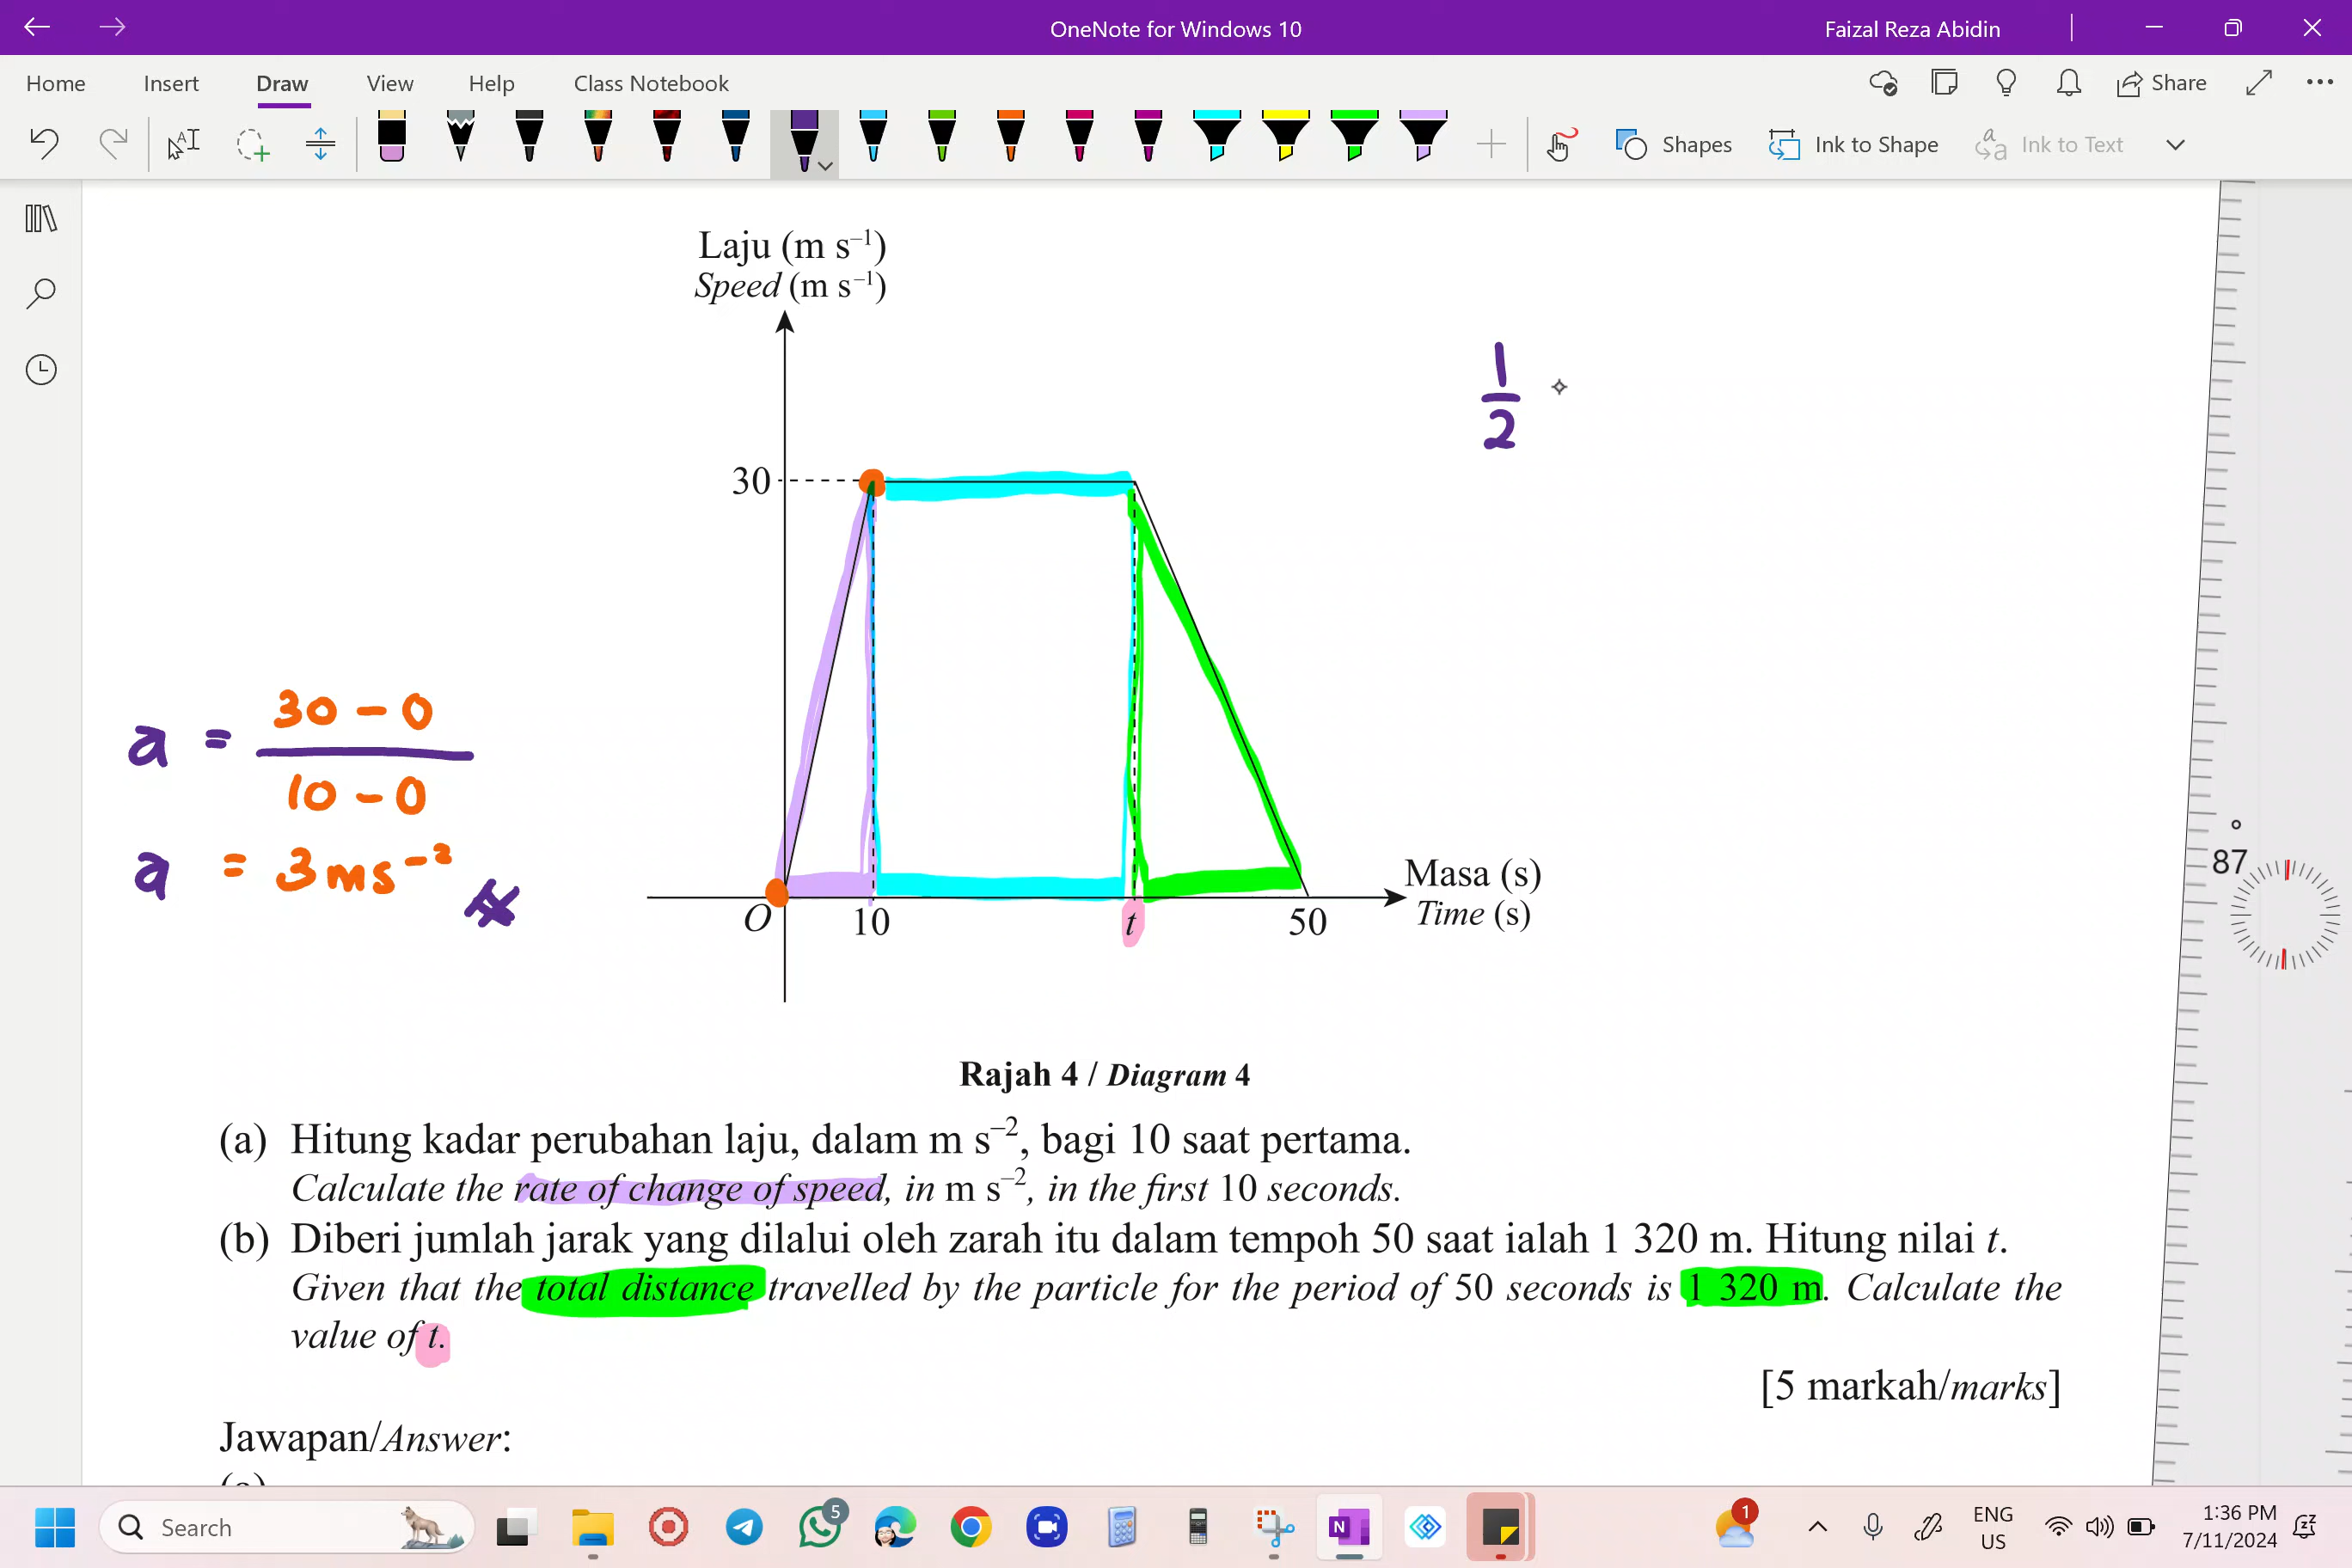 OneNote for Windows 10
Faizal Reza Abidin
Home Insert Draw View Help Class Notebook
Share
Shapes Ink to Shape Ink to Text
Laju (m s⁻¹)
Speed (m s⁻¹)
1
2
30
a = 30 - 0
10 - 0
a = 3 ms⁻²
Masa (s)
Time (s)
O 10 t 50
87°
Rajah 4 / Diagram 4
(a) Hitung kadar perubahan laju, dalam m s⁻², bagi 10 saat pertama.
Calculate the rate of change of speed, in m s⁻², in the first 10 seconds.
(b) Diberi jumlah jarak yang dilalui oleh zarah itu dalam tempoh 50 saat ialah 1 320 m. Hitung nilai t.
Given that the total distance travelled by the particle for the period of 50 seconds is 1 320 m. Calculate the
value of t.
[5 markah/marks]
Jawapan/Answer:
Search
5
1
ENG
US
1:36 PM
7/11/2024